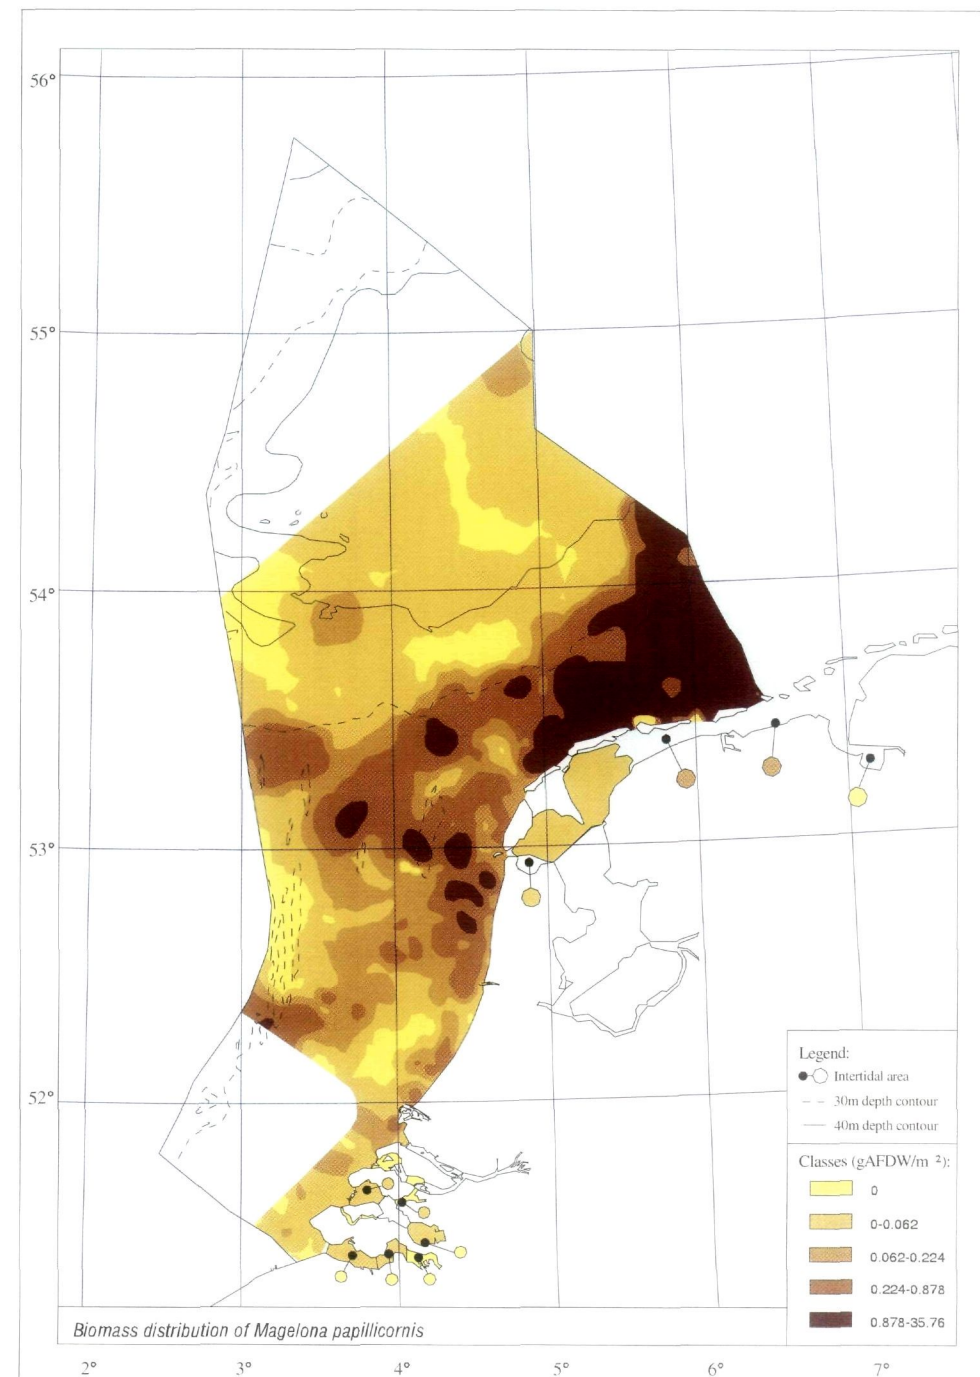 56°
55°
54°
53°
52°
Legend:
Intertidal area
30m depth contour
40m depth contour
Classes (gAFDW/m ²):
0
0-0.062
0.062-0.224
0.224-0.878
0.878-35.76
Biomass distribution of Magelona papillicornis
2° 3° 4° 5° 6° 7°